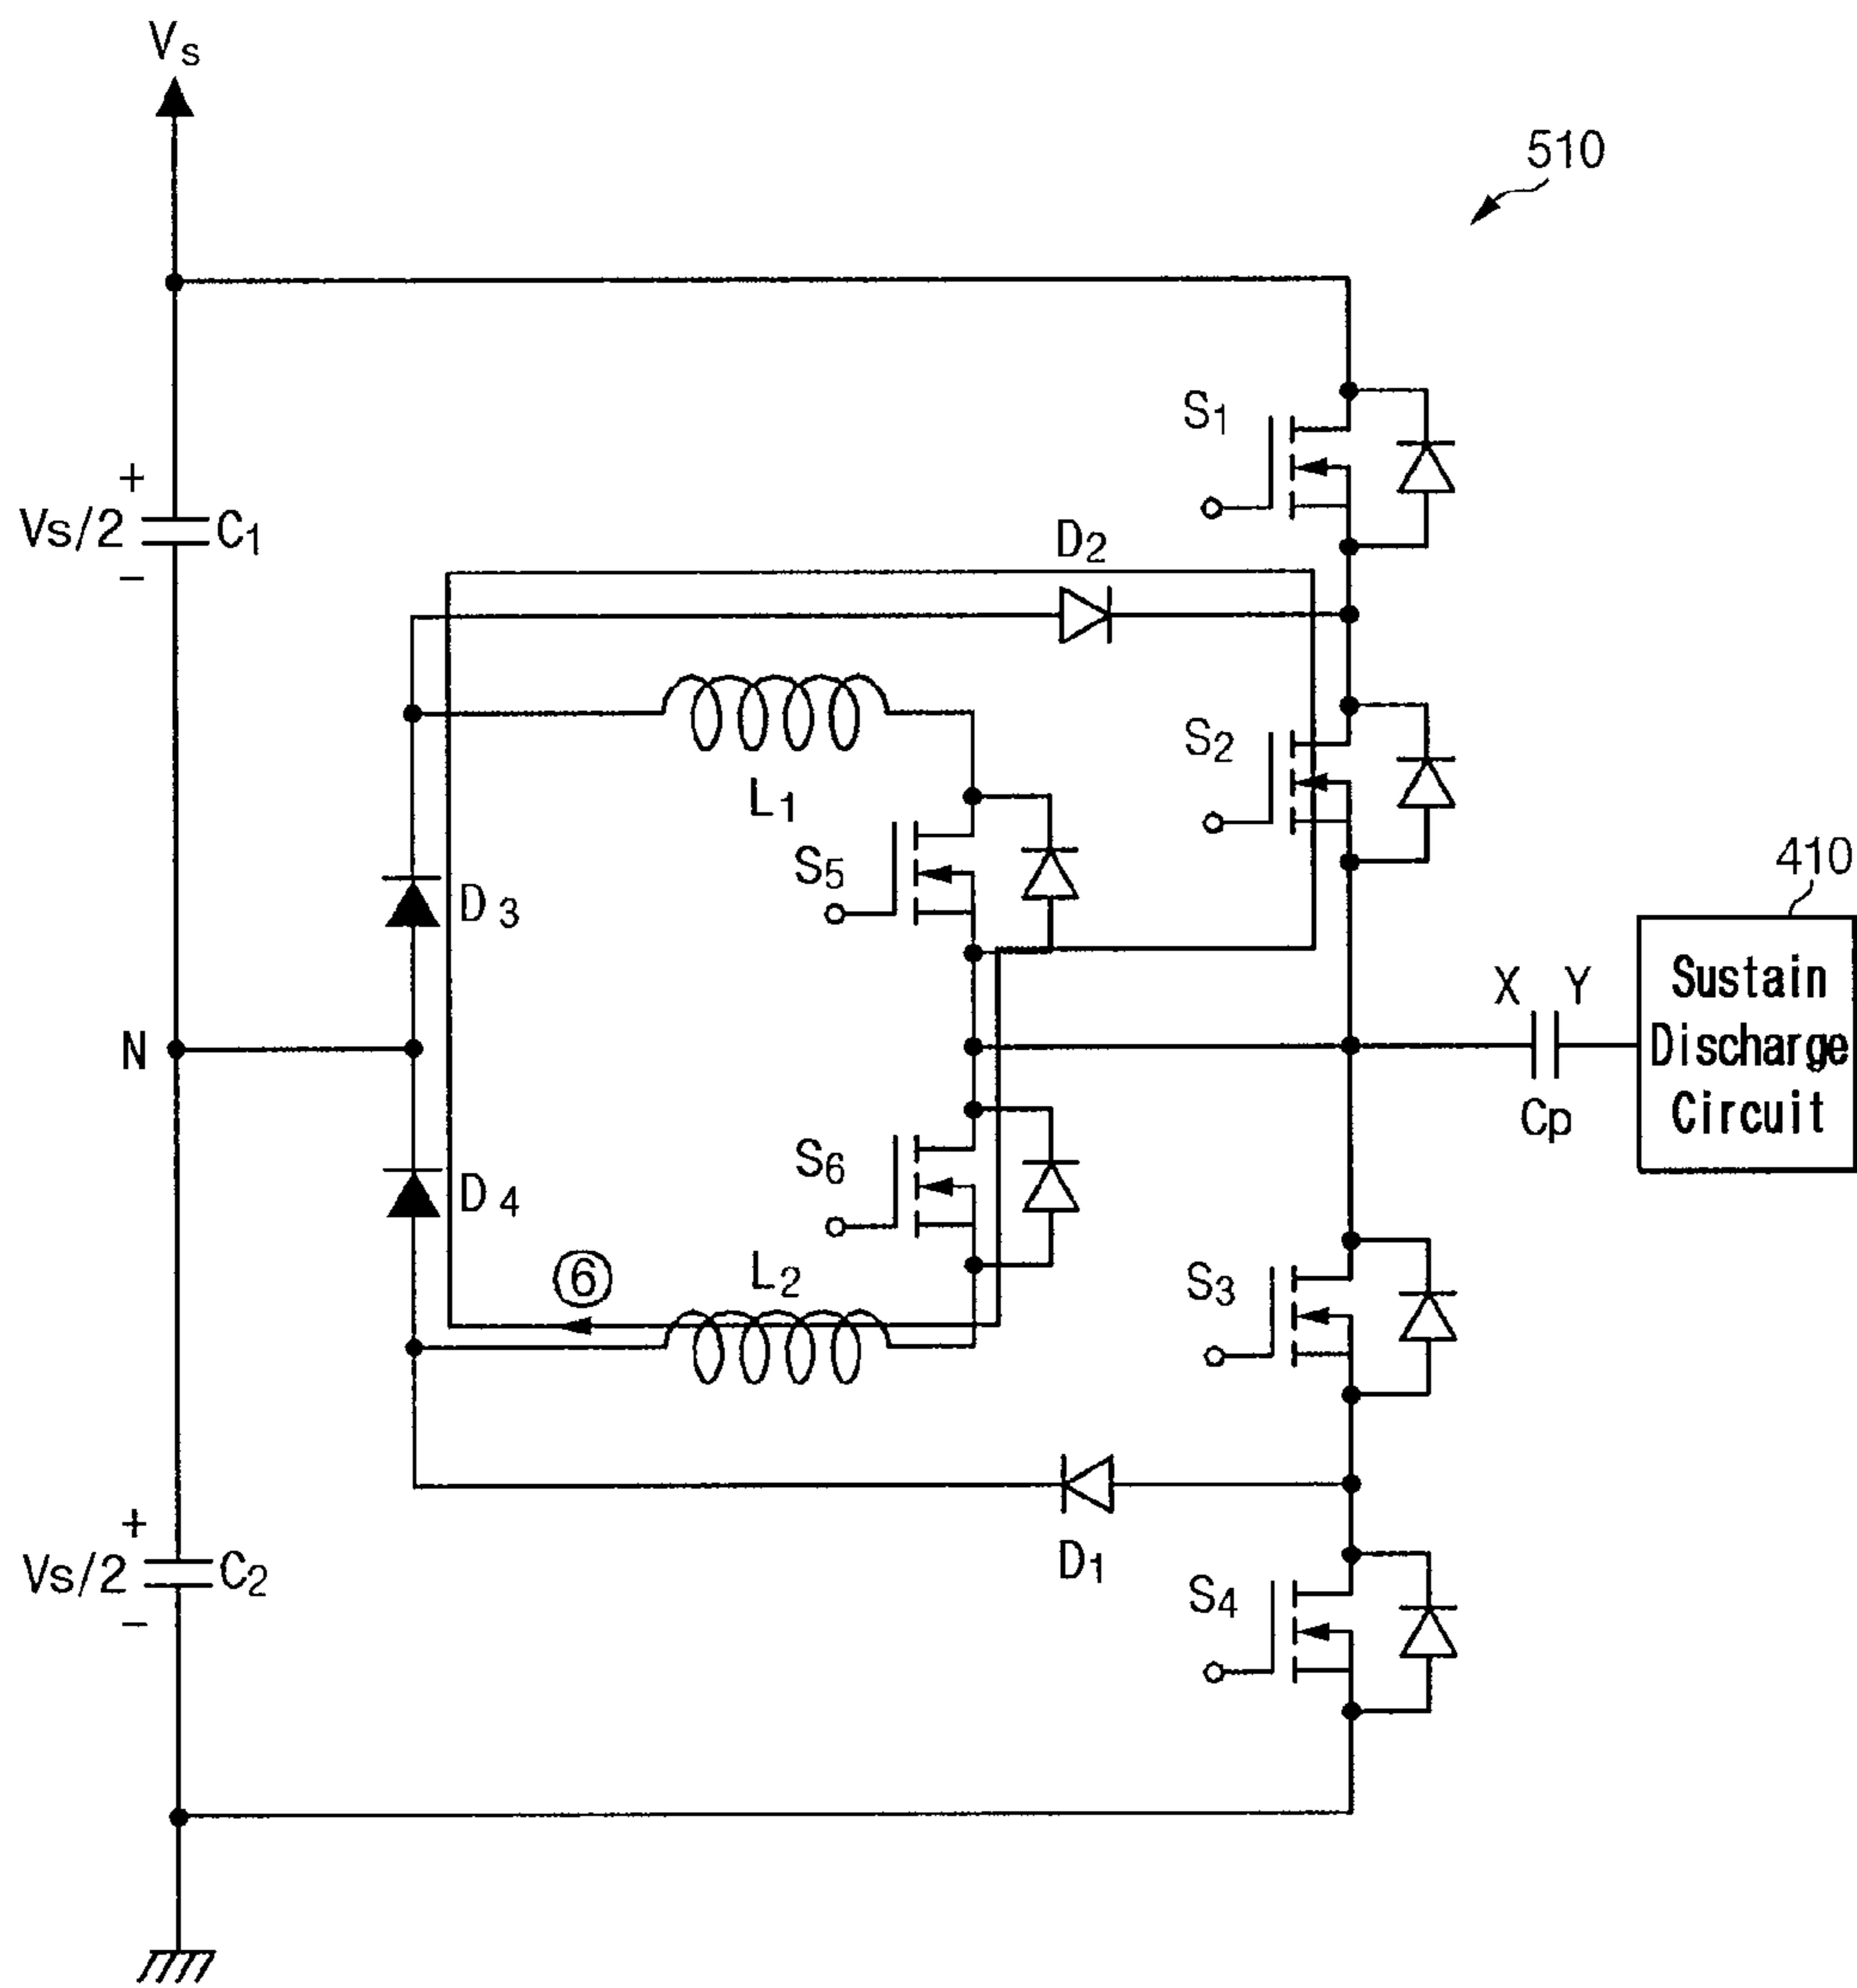 Vs
510
S1
+
Vs/2 C1
−
D2
S2
L1
S5
410
D3
X Y
Sustain
Discharge
Circuit
N
Cp
S6
D4
⑥
L2
S3
+
Vs/2 C2
−
D1
S4